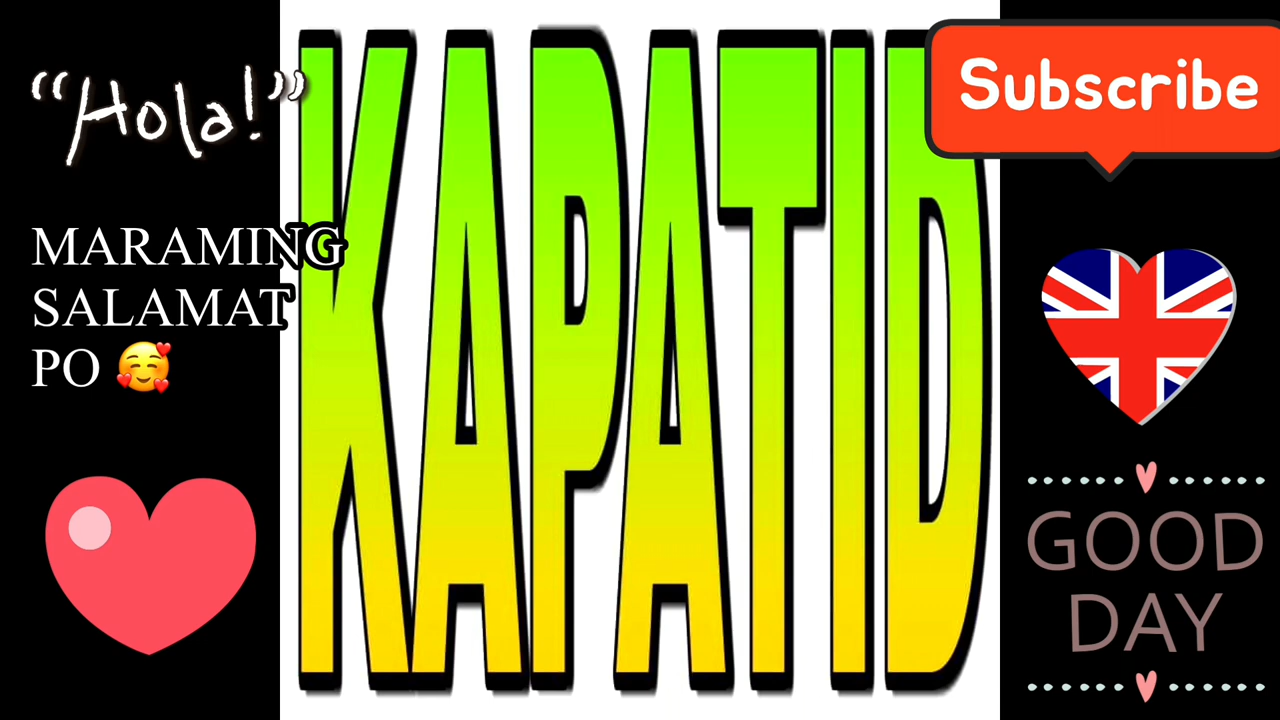 “Hola!”
MARAMING
SALAMAT
PO 🥰
KAPATID
Subscribe
GOOD
DAY